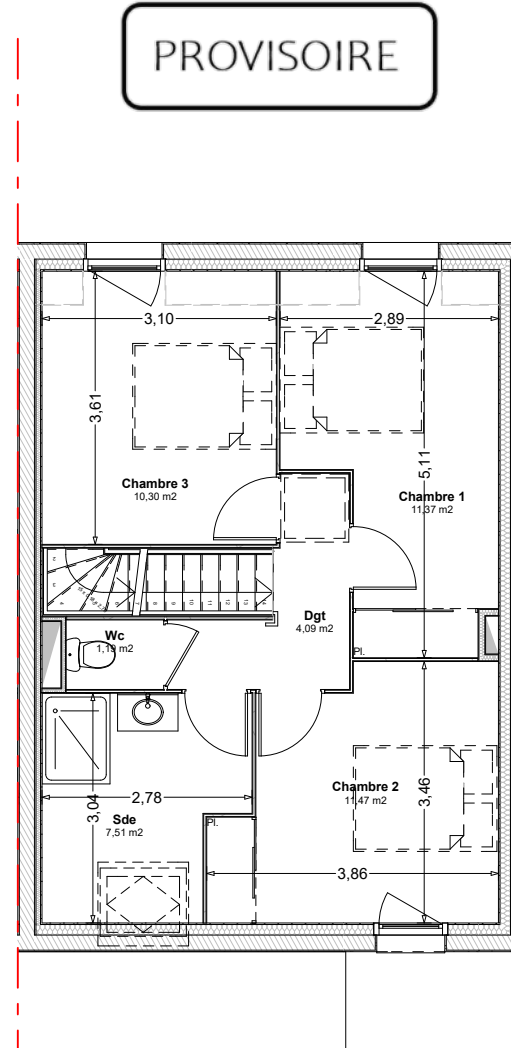 PROVISOIRE
3,10
2,89
3,61
5,11
Chambre 3
10,30 m2
Chambre 1
11,37 m2
Dgt
4,09 m2
Wc
1,19 m2
Pl.
3,04
2,78
Sde
7,51 m2
Pl.
Chambre 2
11,47 m2
3,46
3,86